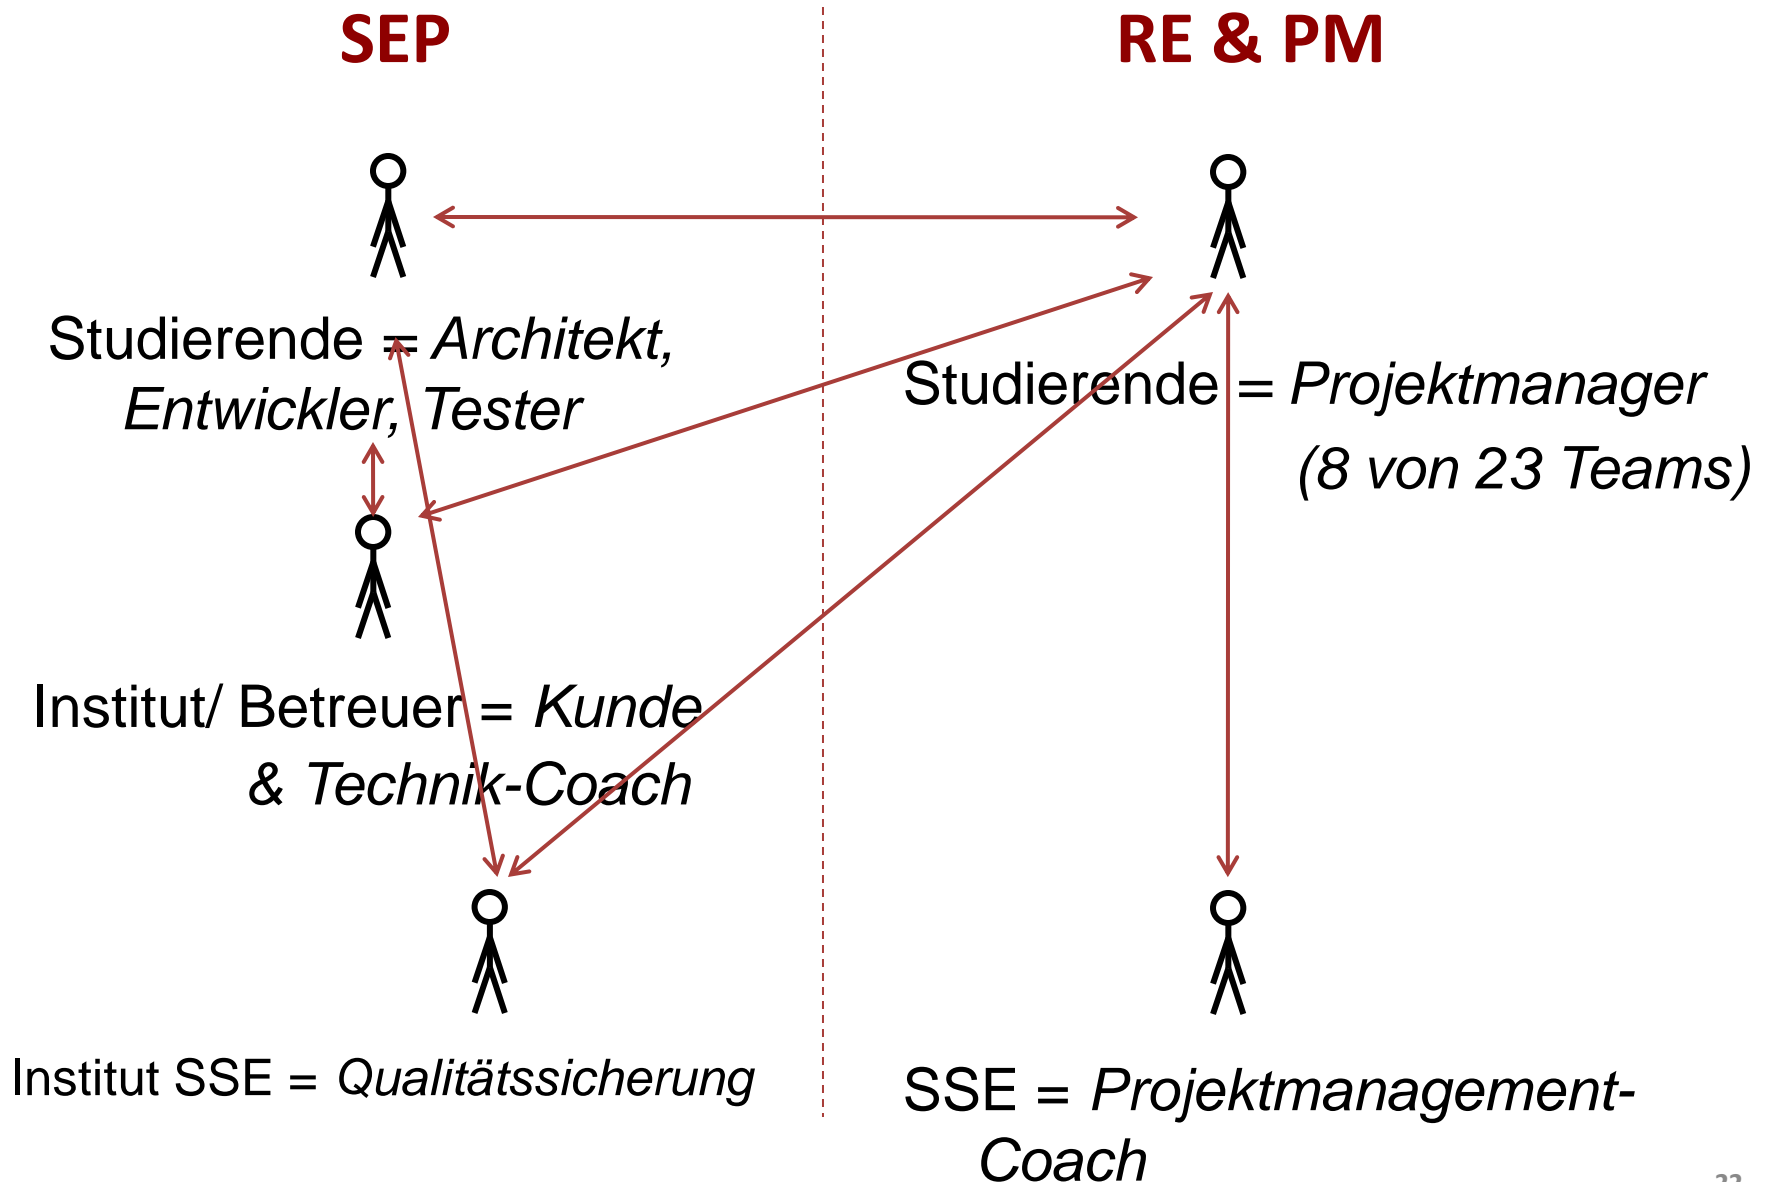 SEP
RE & PM
Studierende = Architekt,
Entwickler, Tester
Studierende = Projektmanager
(8 von 23 Teams)
Institut/ Betreuer = Kunde
& Technik-Coach
Institut SSE = Qualitätssicherung
SSE = Projektmanagement-
Coach